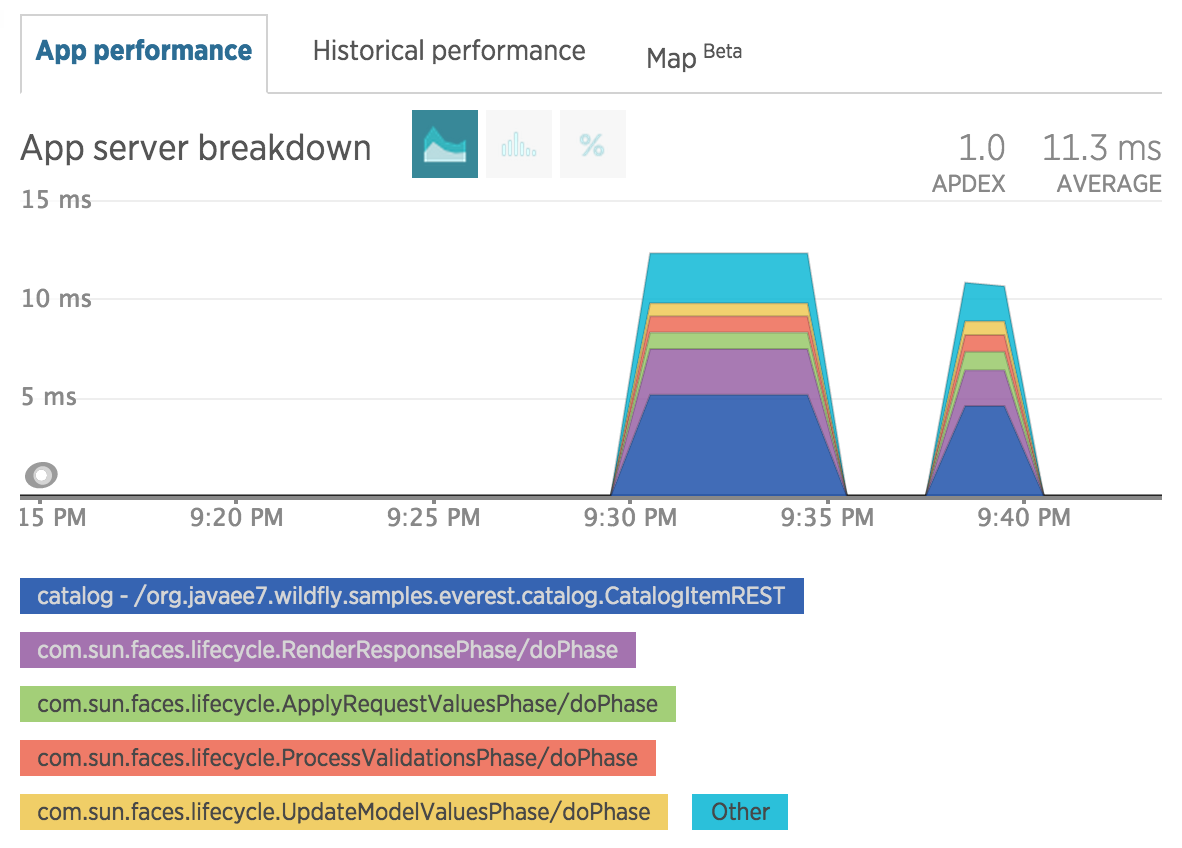 App performance
Historical performance
Map Beta
App server breakdown
%
1.0
11.3 ms
APDEX
AVERAGE
15 ms
10 ms
5 ms
15 PM
9:20 PM
9:25 PM
9:30 PM
9:35 PM
9:40 PM
catalog - /org.javaee7.wildfly.samples.everest.catalog.CatalogItemREST
com.sun.faces.lifecycle.RenderResponsePhase/doPhase
com.sun.faces.lifecycle.ApplyRequestValuesPhase/doPhase
com.sun.faces.lifecycle.ProcessValidationsPhase/doPhase
com.sun.faces.lifecycle.UpdateModelValuesPhase/doPhase
Other